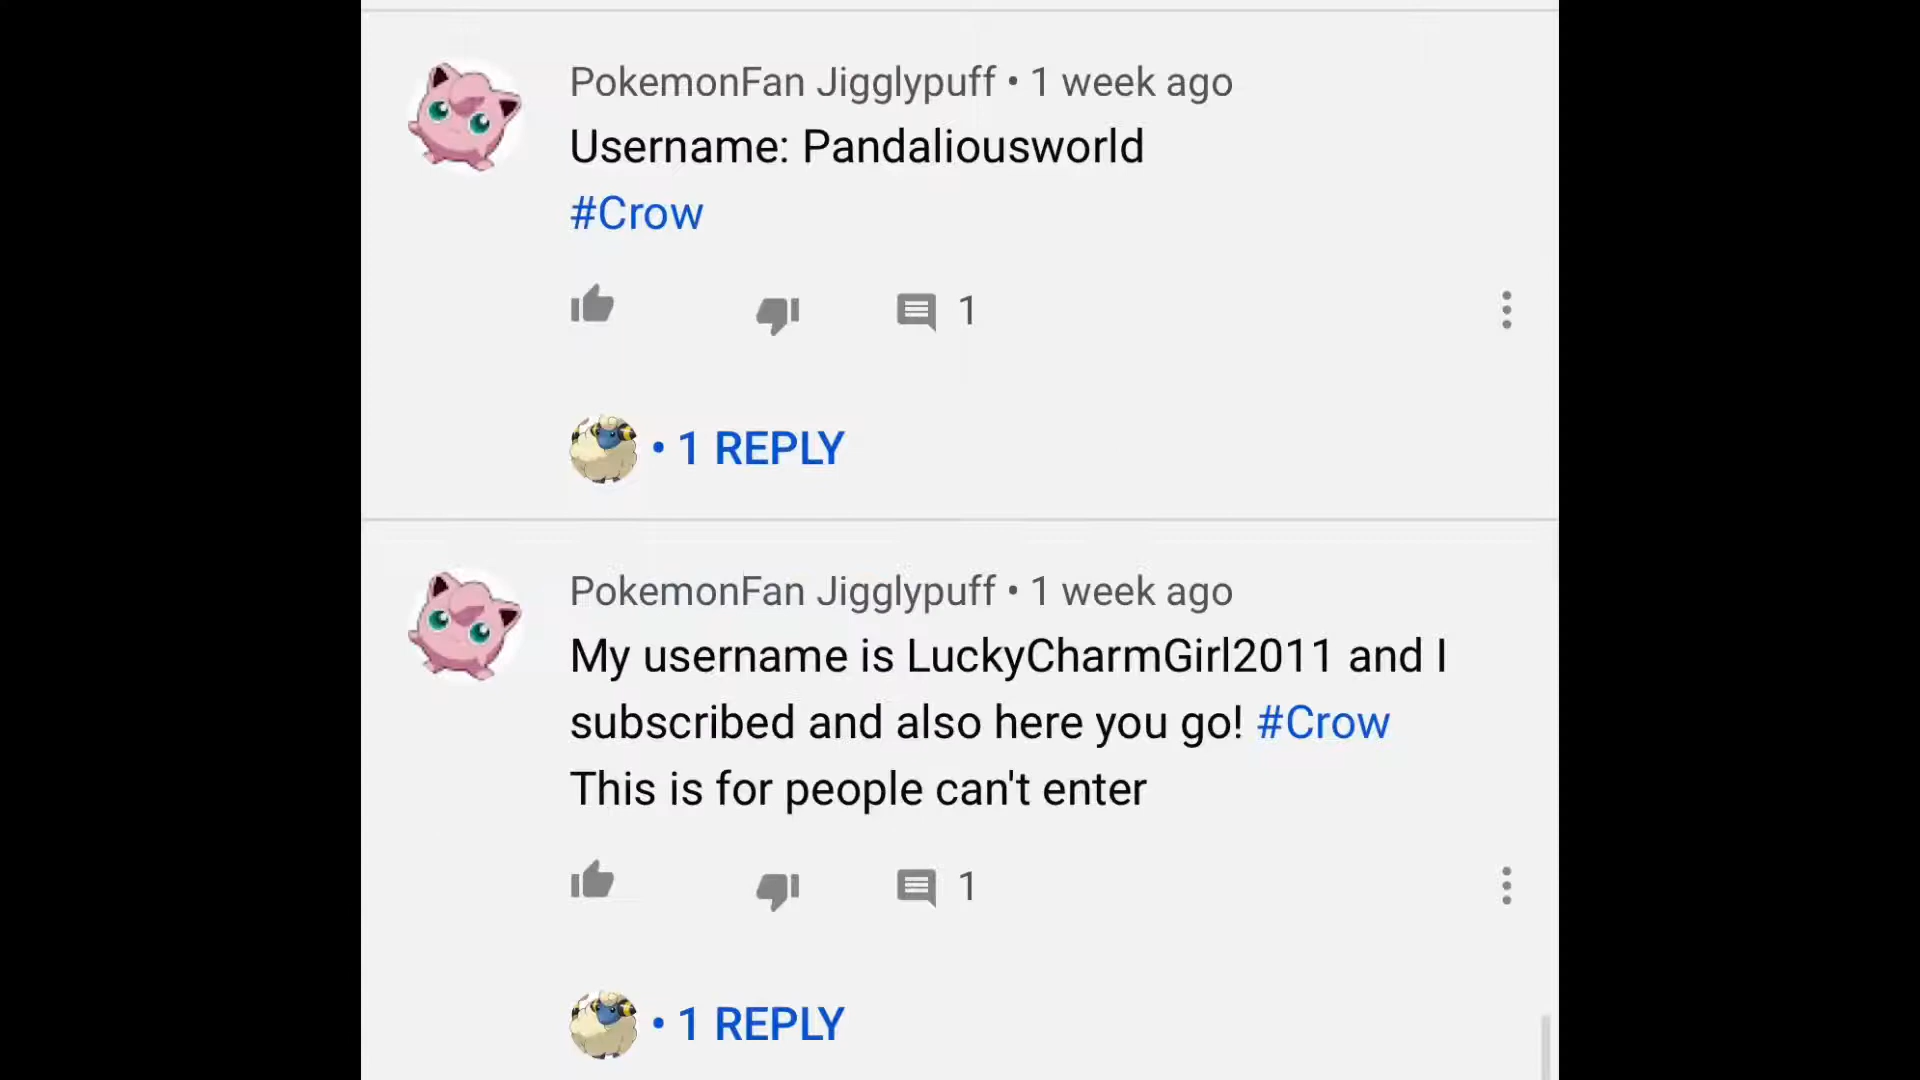 PokemonFan Jigglypuff • 1 week ago
Username: Pandaliousworld
#Crow
1
• 1 REPLY
PokemonFan Jigglypuff • 1 week ago
My username is LuckyCharmGirl2011 and I
subscribed and also here you go! #Crow
This is for people can't enter
1
• 1 REPLY